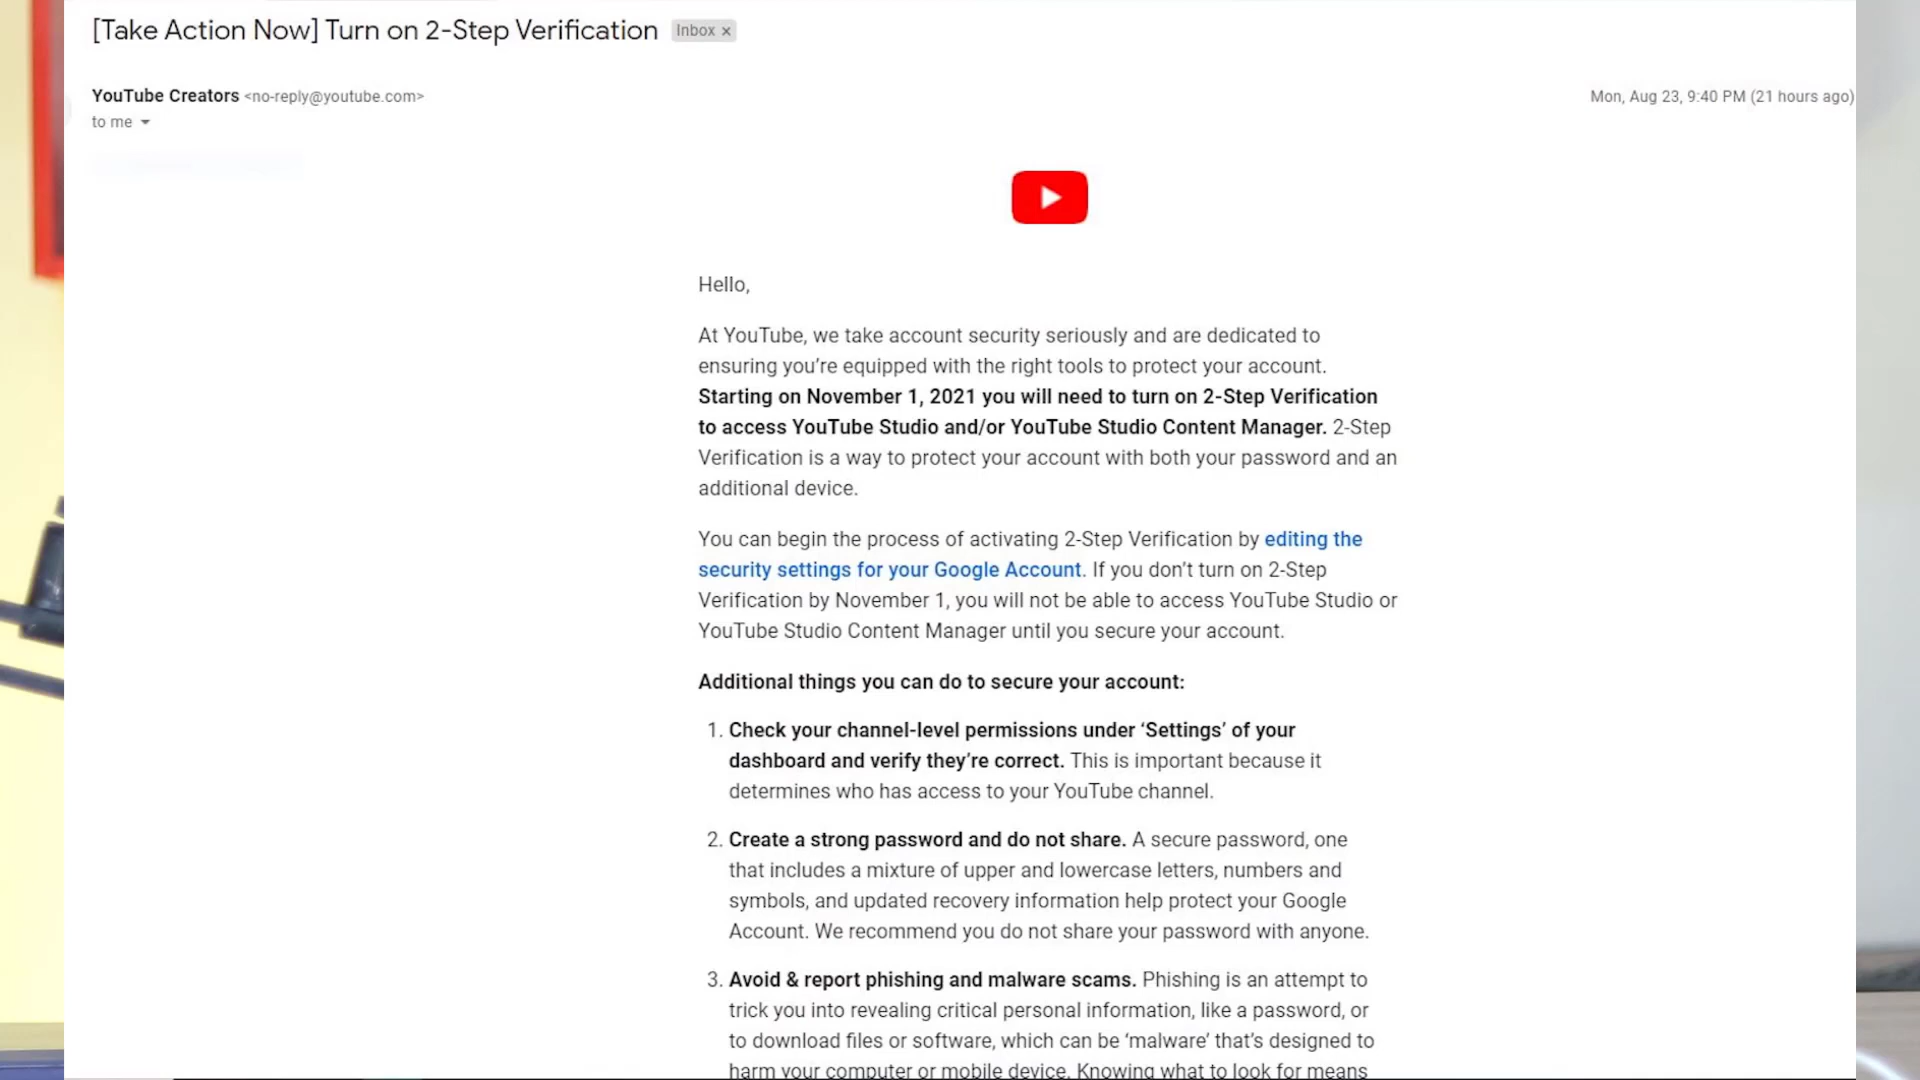 [Take Action Now] Turn on 2-Step Verification Inbox x
YouTube Creators <no-reply@youtube.com> Mon, Aug 23, 9:40 PM (21 hours ago)
to me
Hello,
At YouTube, we take account security seriously and are dedicated to
ensuring you’re equipped with the right tools to protect your account.
Starting on November 1, 2021 you will need to turn on 2-Step Verification
to access YouTube Studio and/or YouTube Studio Content Manager. 2-Step
Verification is a way to protect your account with both your password and an
additional device.
You can begin the process of activating 2-Step Verification by editing the
security settings for your Google Account. If you don’t turn on 2-Step
Verification by November 1, you will not be able to access YouTube Studio or
YouTube Studio Content Manager until you secure your account.
Additional things you can do to secure your account:
1. Check your channel-level permissions under ‘Settings’ of your
dashboard and verify they’re correct. This is important because it
determines who has access to your YouTube channel.
2. Create a strong password and do not share. A secure password, one
that includes a mixture of upper and lowercase letters, numbers and
symbols, and updated recovery information help protect your Google
Account. We recommend you do not share your password with anyone.
3. Avoid & report phishing and malware scams. Phishing is an attempt to
trick you into revealing critical personal information, like a password, or
to download files or software, which can be ‘malware’ that’s designed to
harm your computer or mobile device. Knowing what to look for means